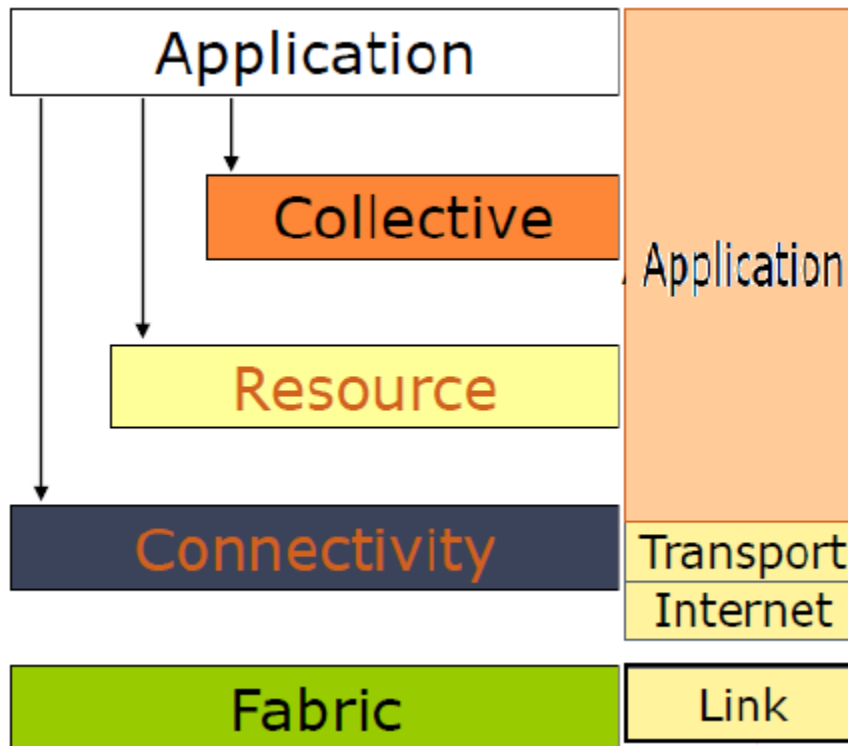 Application
Collective
Application
Resource
Connectivity
Transport
Internet
Fabric
Link